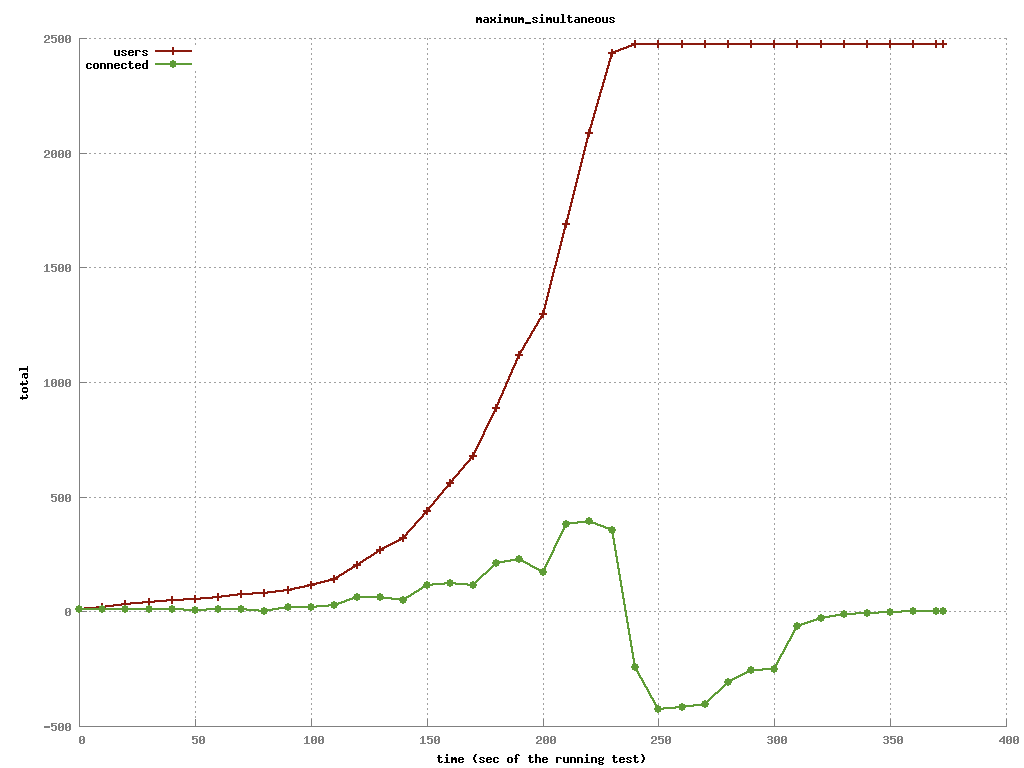 maximum_simultaneous
2500
users
connected
2000
1500
1000
total
500
0
-500
0 50 100 150 200 250 300 350 400
time (sec of the running test)